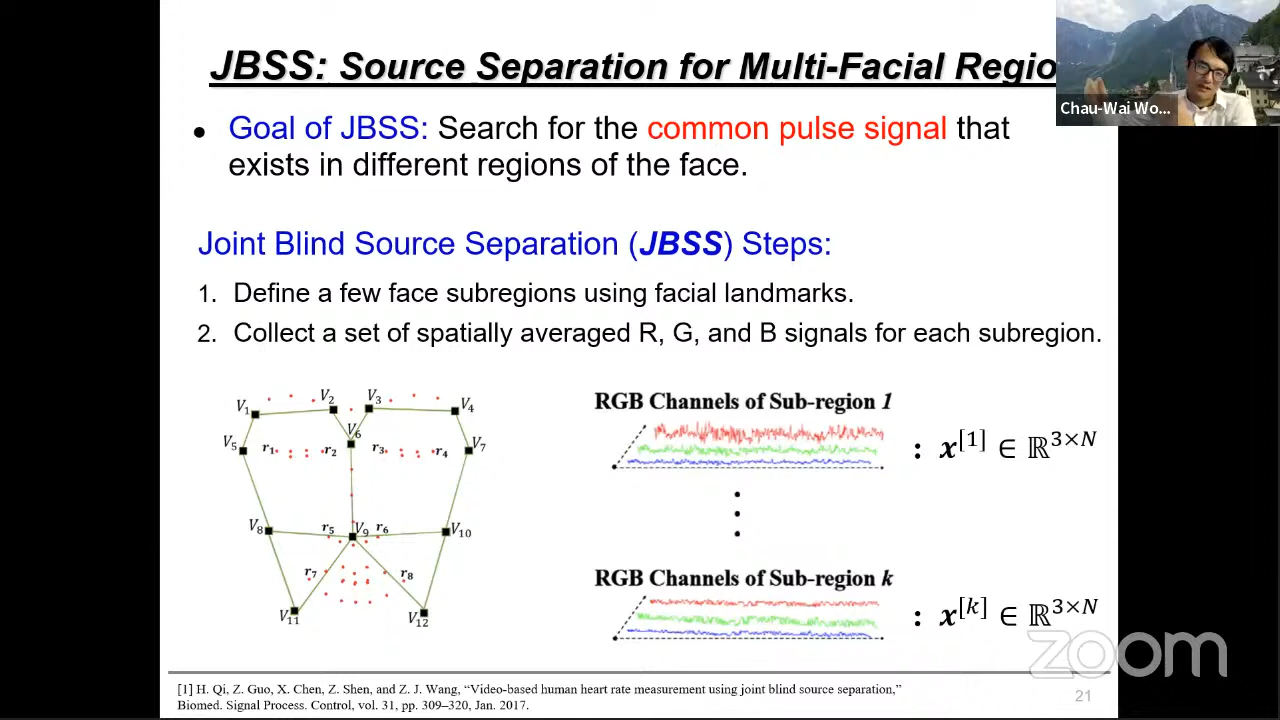 JBSS: Source Separation for Multi-Facial Regio
Chau-Wai Wo...
• Goal of JBSS: Search for the common pulse signal that
exists in different regions of the face.
Joint Blind Source Separation (JBSS) Steps:
1. Define a few face subregions using facial landmarks.
2. Collect a set of spatially averaged R, G, and B signals for each subregion.
V1 V2 V3 V4
V5 V6 V7
r1 r2 r3 r4
V8 r5 V9 r6 V10
r7 r8
V11 V12
RGB Channels of Sub-region 1
: x^[1] ∈ ℝ^3×N
RGB Channels of Sub-region k
: x^[k] ∈ ℝ^3×N
zoom
[1] H. Qi, Z. Guo, X. Chen, Z. Shen, and Z. J. Wang, “Video-based human heart rate measurement using joint blind source separation,”
Biomed. Signal Process. Control, vol. 31, pp. 309–320, Jan. 2017.
21